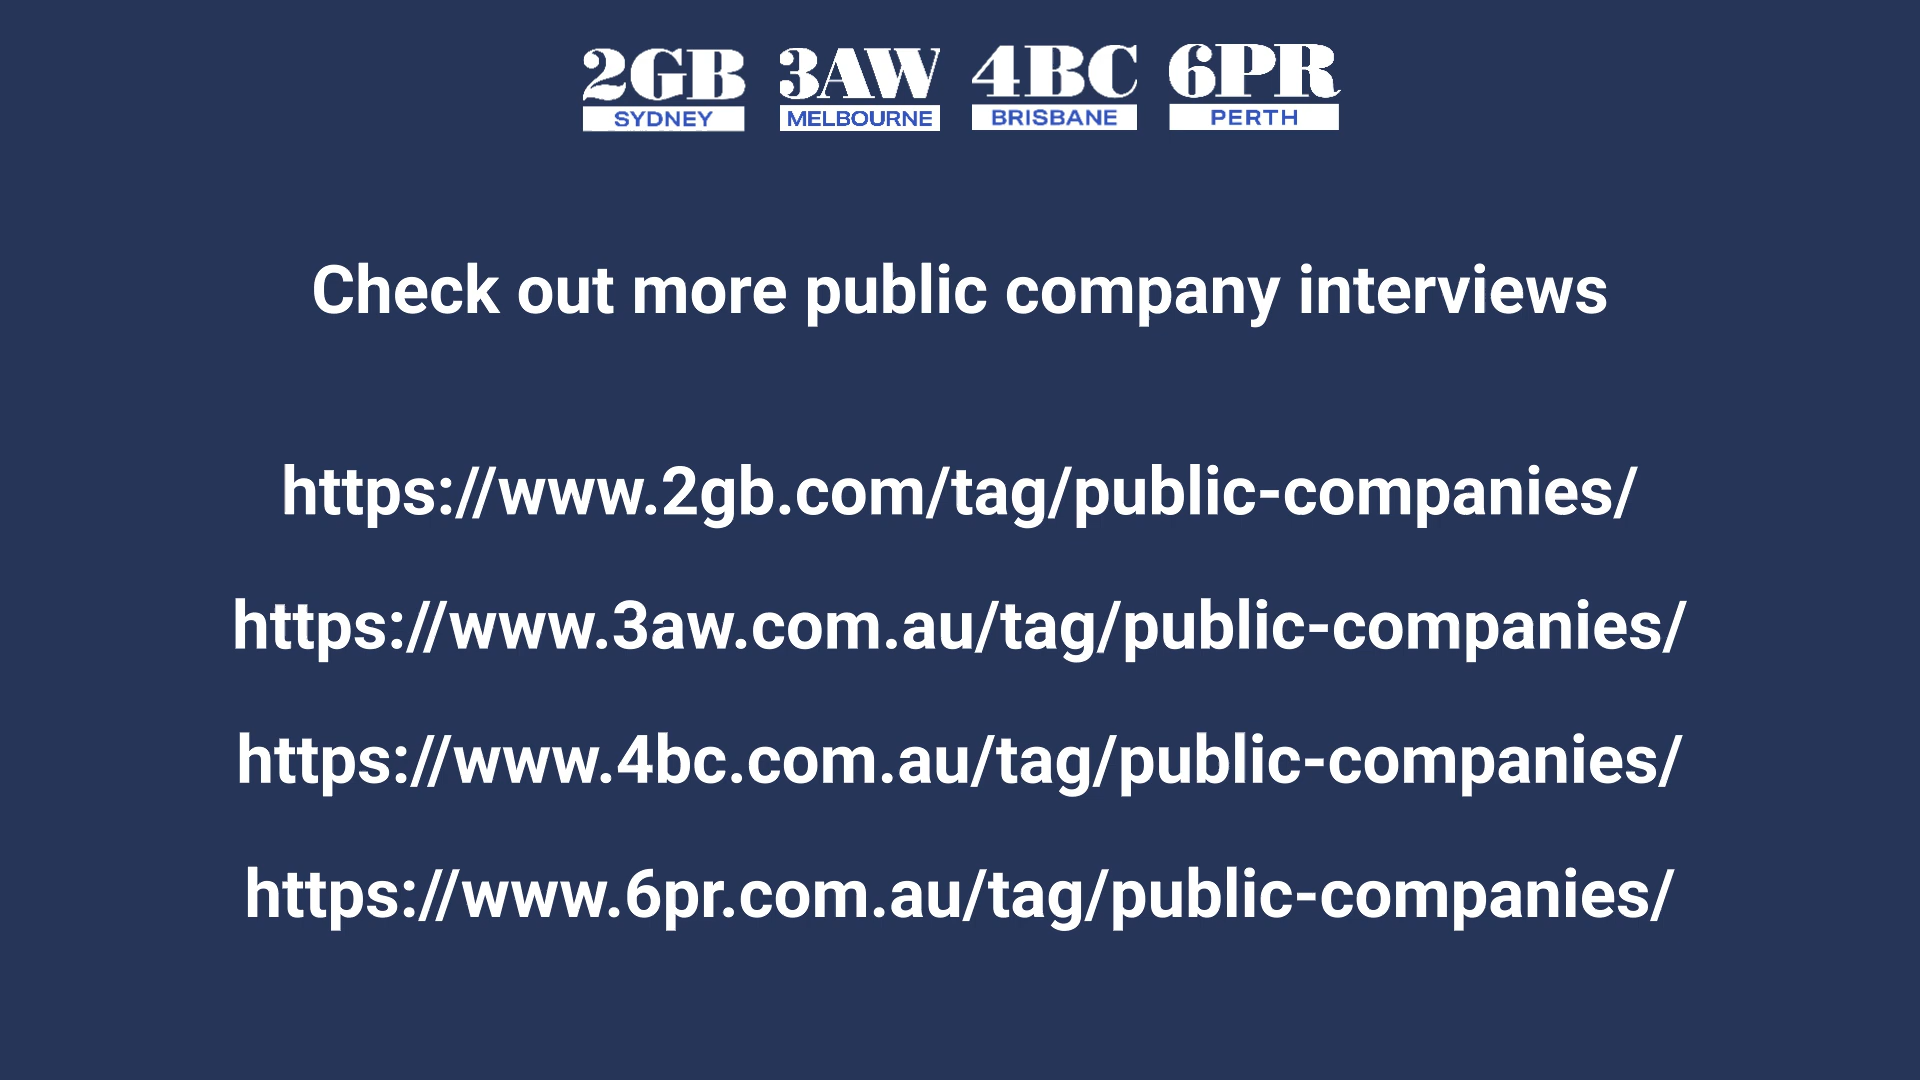 2GB 3AW 4BC 6PR
SYDNEY MELBOURNE BRISBANE PERTH
Check out more public company interviews
https://www.2gb.com/tag/public-companies/
https://www.3aw.com.au/tag/public-companies/
https://www.4bc.com.au/tag/public-companies/
https://www.6pr.com.au/tag/public-companies/